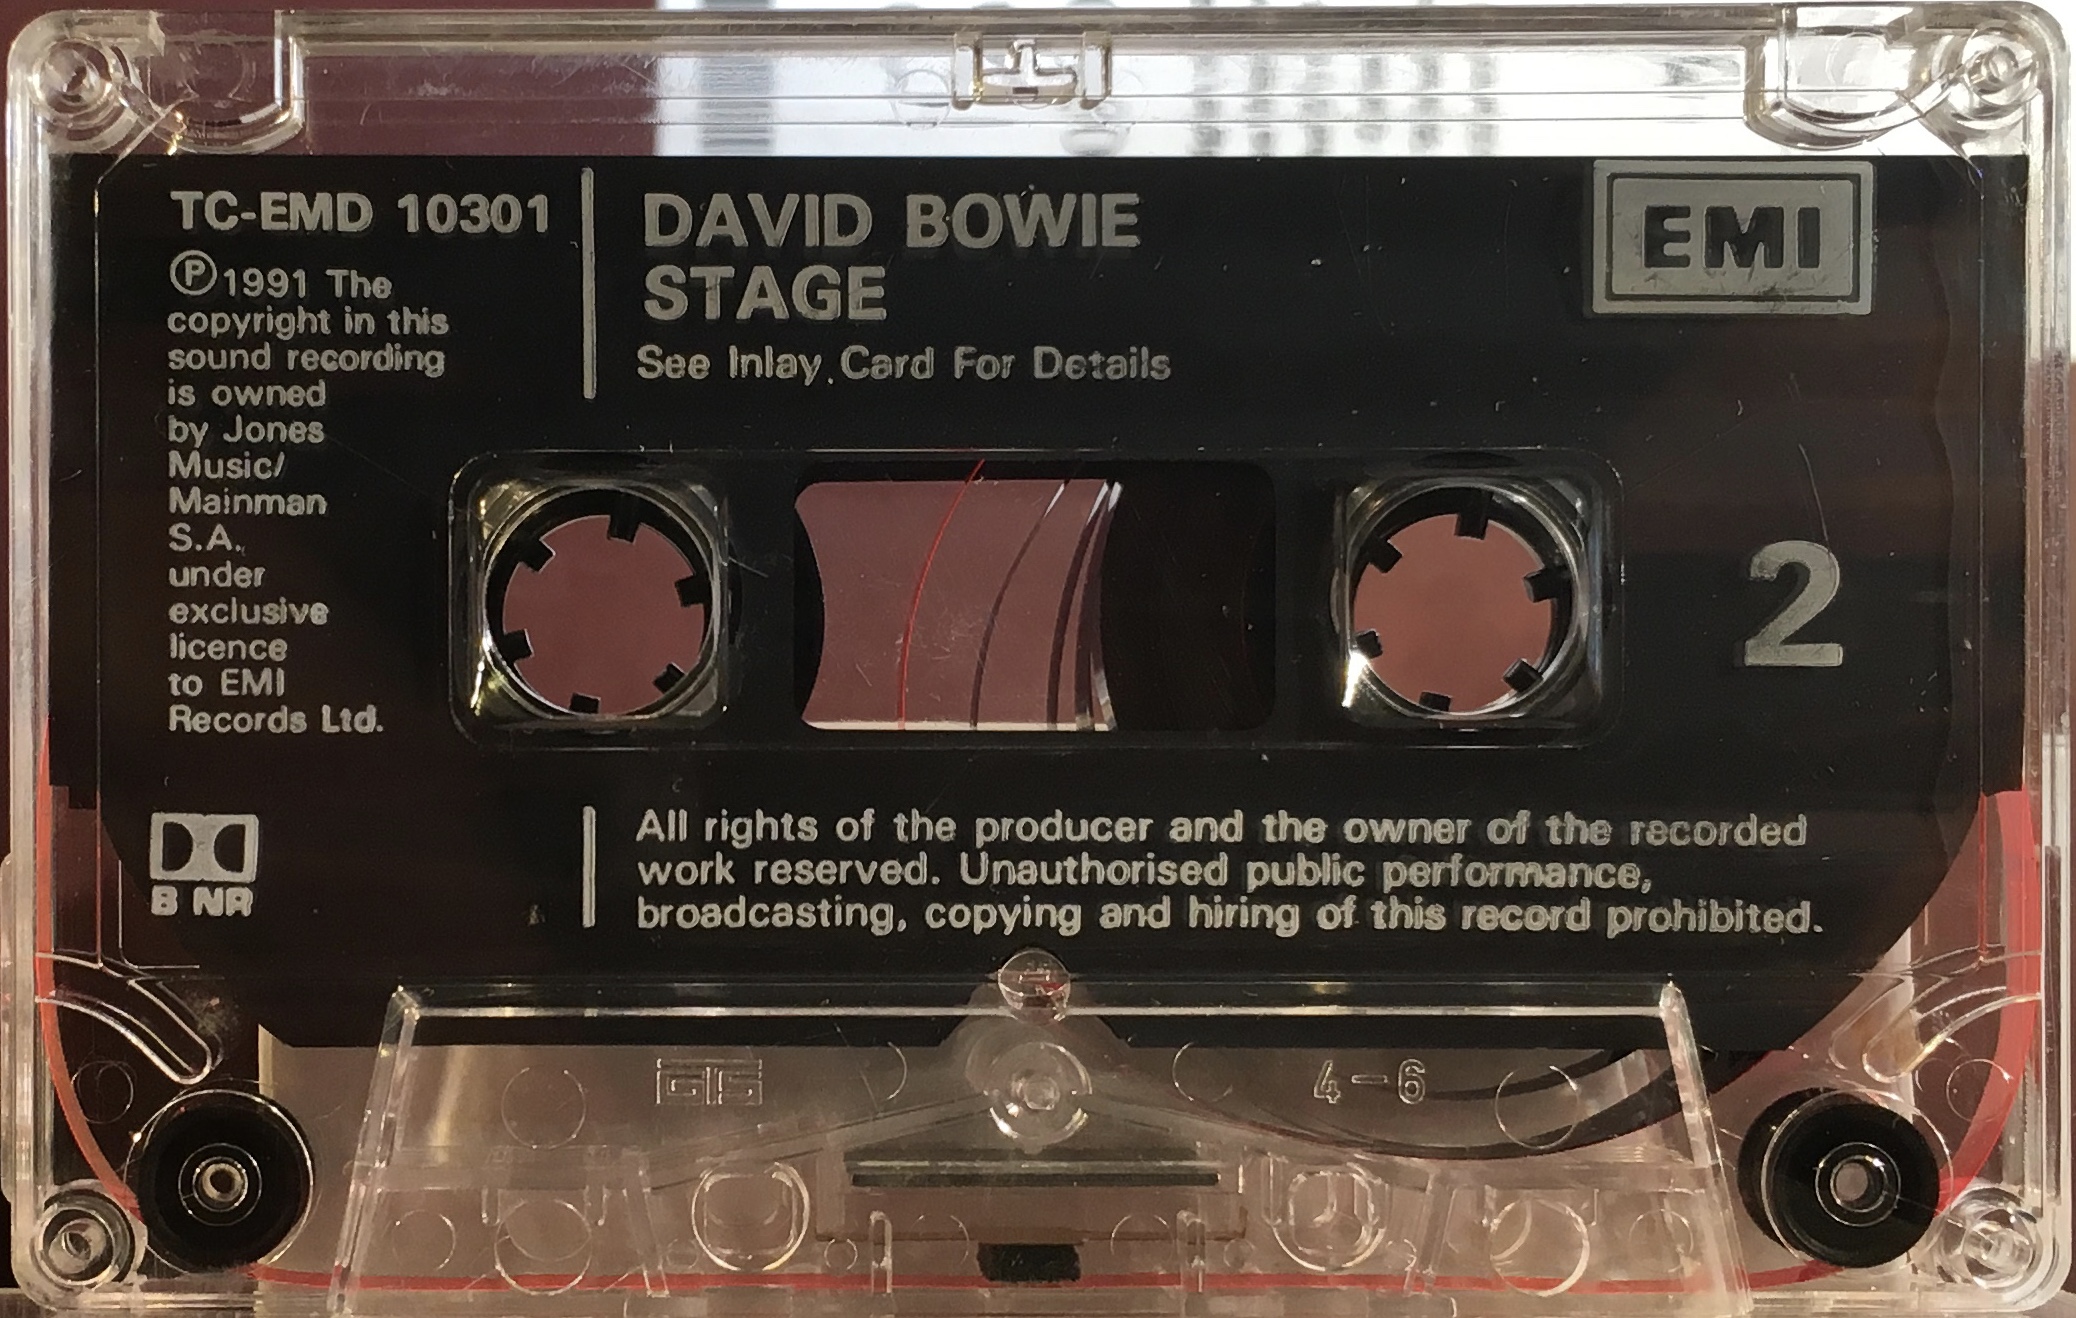 TC-EMD 10301
Ⓟ1991 The
copyright in this
sound recording
is owned
by Jones
Music/
Mainman
S.A.
under
exclusive
licence
to EMI
Records Ltd.
B NR
DAVID BOWIE
STAGE
See Inlay Card For Details
EMI
2
All rights of the producer and the owner of the recorded
work reserved. Unauthorised public performance,
broadcasting, copying and hiring of this record prohibited.
GTS
4-6